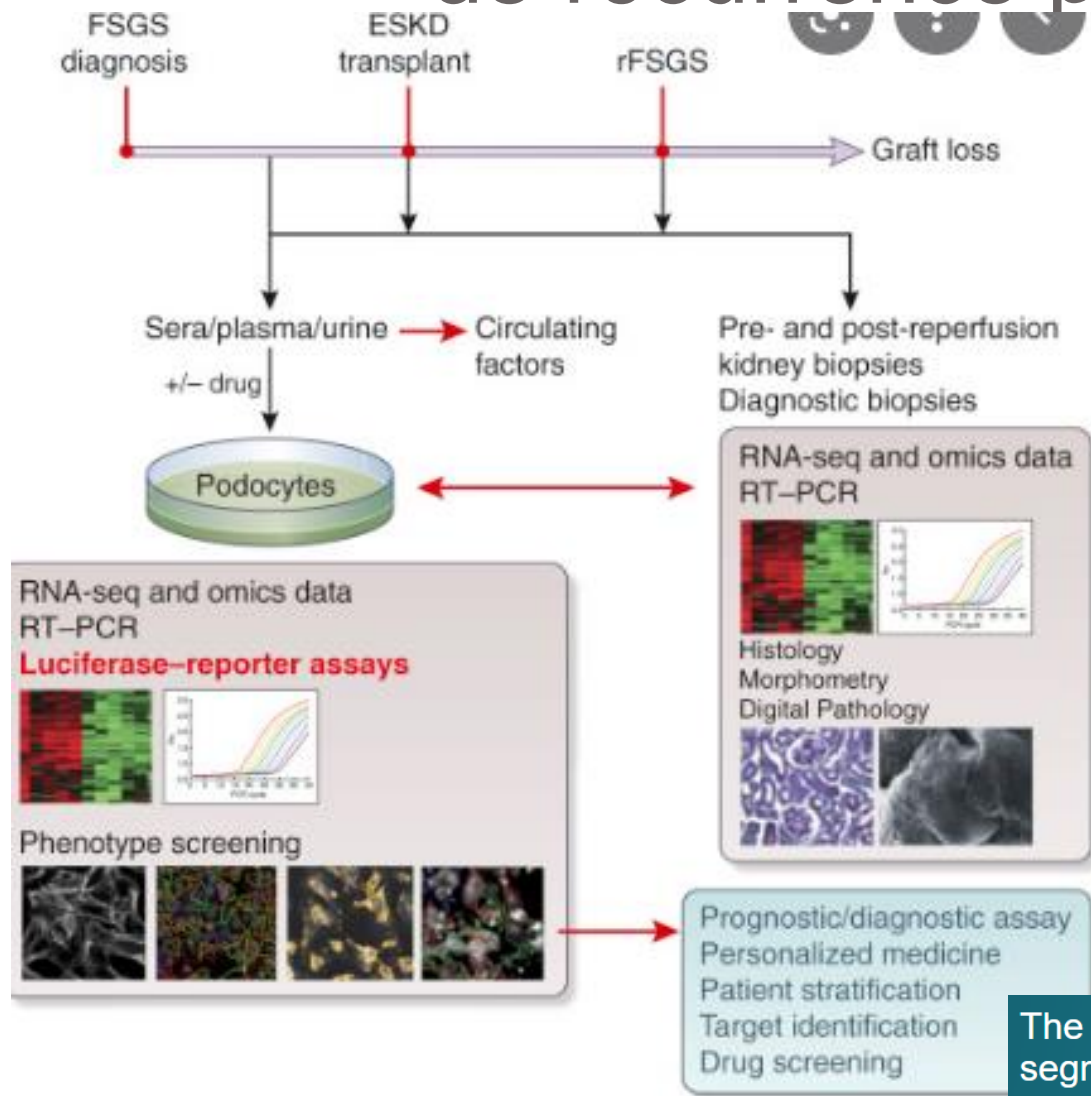 de récurrence p
FSGS
diagnosis
ESKD
transplant
rFSGS
Graft loss
Sera/plasma/urine
Circulating
factors
+/– drug
Podocytes
Pre- and post-reperfusion
kidney biopsies
Diagnostic biopsies
RNA-seq and omics data
RT–PCR
Histology
Morphometry
Digital Pathology
RNA-seq and omics data
RT–PCR
Luciferase–reporter assays
Phenotype screening
Prognostic/diagnostic assay
Personalized medicine
Patient stratification
Target identification
Drug screening
The